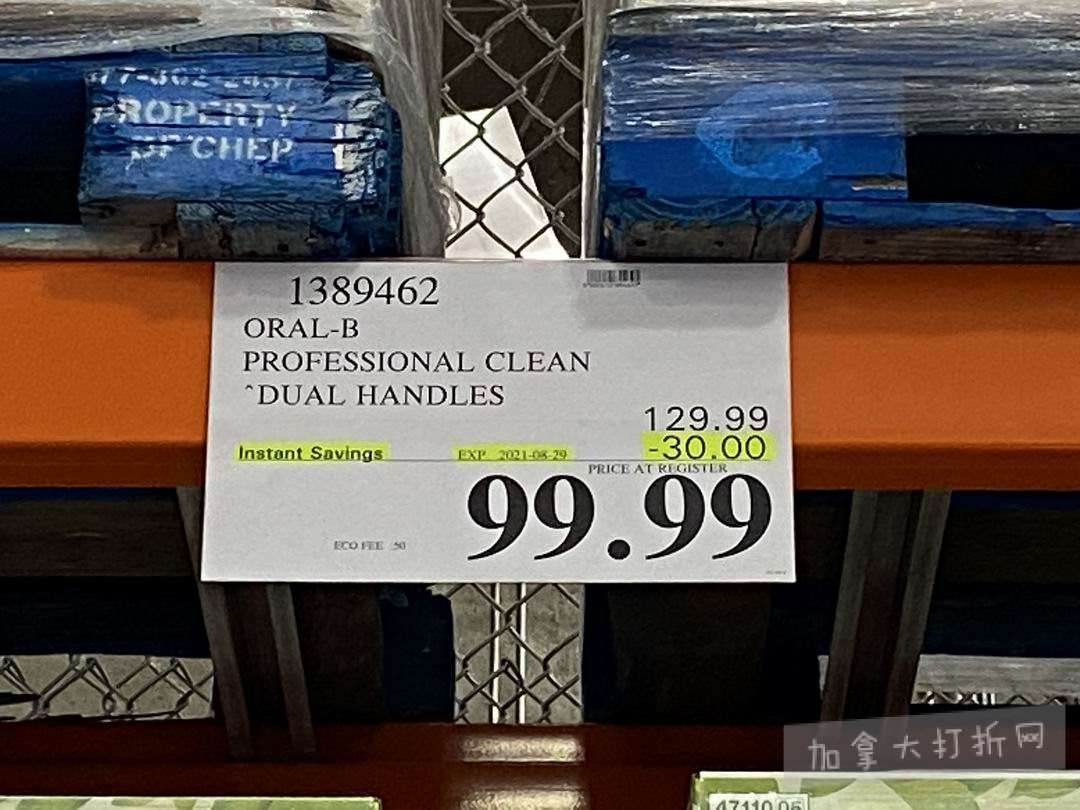 PROPERTY
OF CHEP
1389462
ORAL-B
PROFESSIONAL CLEAN
^DUAL HANDLES
129.99
Instant Savings EXP. 2021-08-29 -30.00
PRICE AT REGISTER
99.99
ECO FEE .50
加拿大打折网